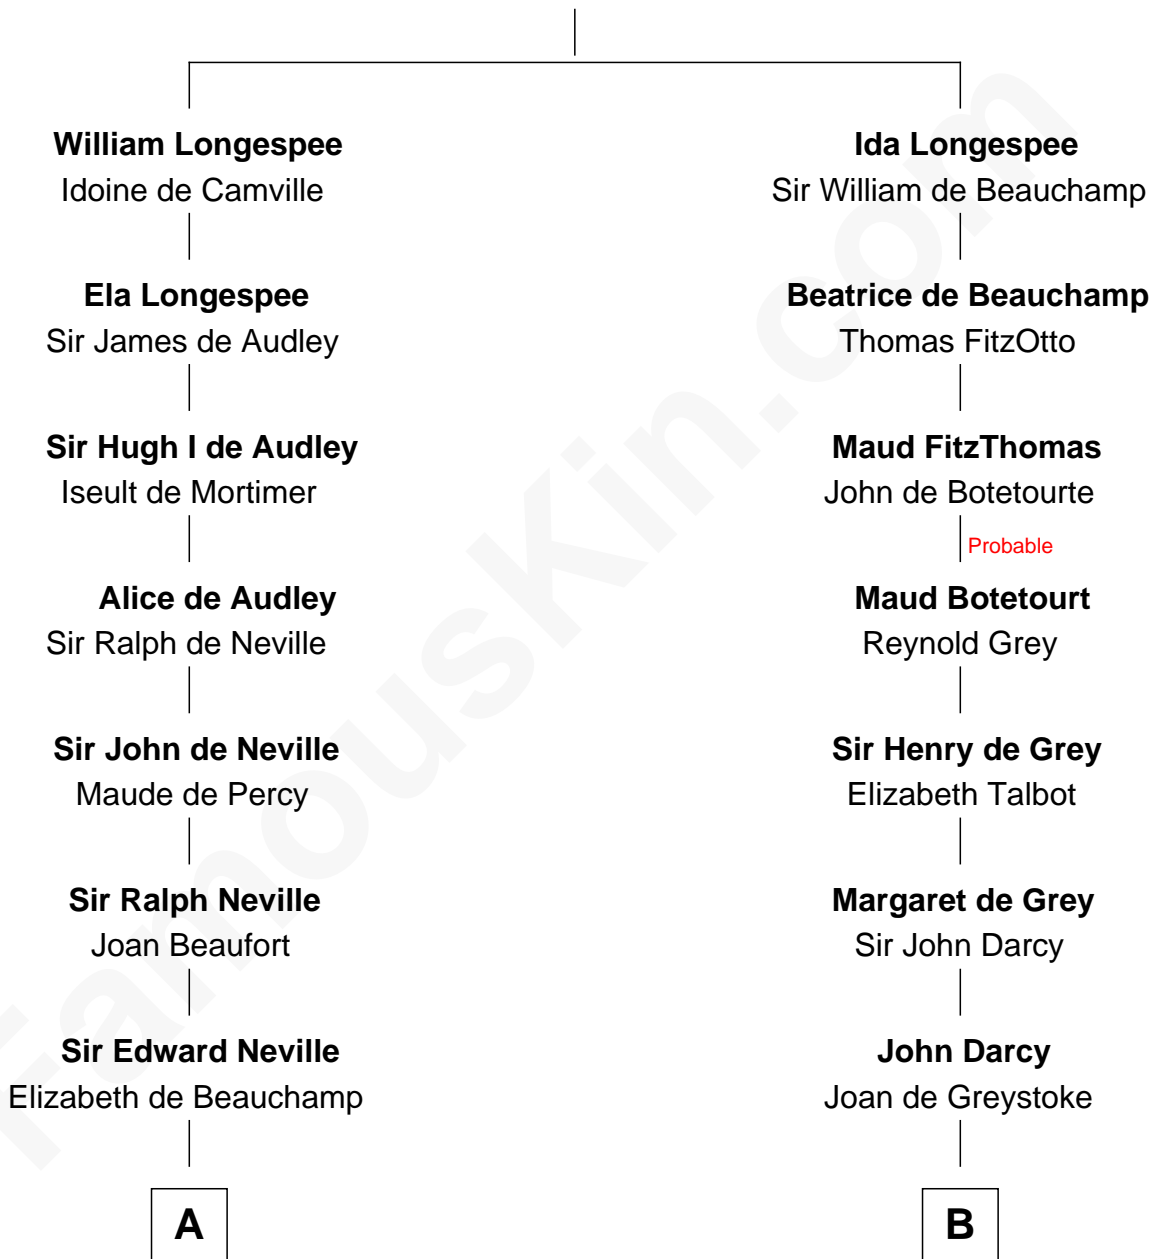 William Longespee
Idoine de Camville
Ela Longespee
Sir James de Audley
Sir Hugh I de Audley
Iseult de Mortimer
Alice de Audley
Sir Ralph de Neville
Sir John de Neville
Maude de Percy
Sir Ralph Neville
Joan Beaufort
Sir Edward Neville
Elizabeth de Beauchamp
A
Ida Longespee
Sir William de Beauchamp
Beatrice de Beauchamp
Thomas FitzOtto
Maud FitzThomas
John de Botetourte
Probable
Maud Botetourt
Reynold Grey
Sir Henry de Grey
Elizabeth Talbot
Margaret de Grey
Sir John Darcy
John Darcy
Joan de Greystoke
B
FamousKin.com